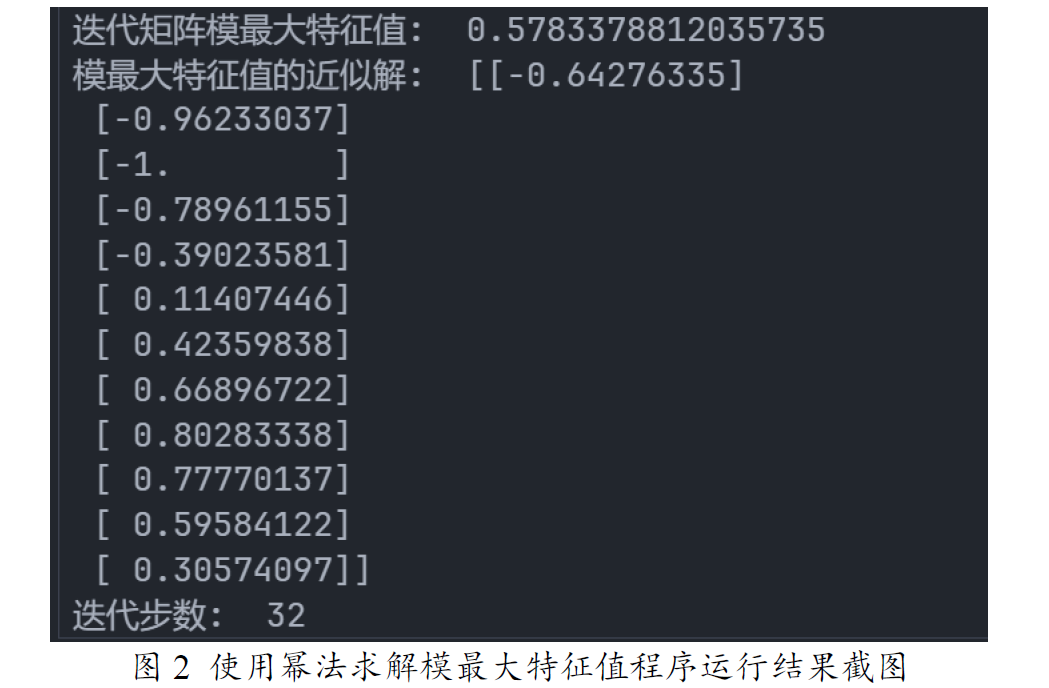 迭代矩阵模最大特征值： 0.5783378812035735
模最大特征值的近似解： [[-0.64276335]
[-0.96233037]
[-1.        ]
[-0.78961155]
[-0.39023581]
[ 0.11407446]
[ 0.42359838]
[ 0.66896722]
[ 0.80283338]
[ 0.77770137]
[ 0.59584122]
[ 0.30574097]]
迭代步数： 32
图 2 使用幂法求解模最大特征值程序运行结果截图